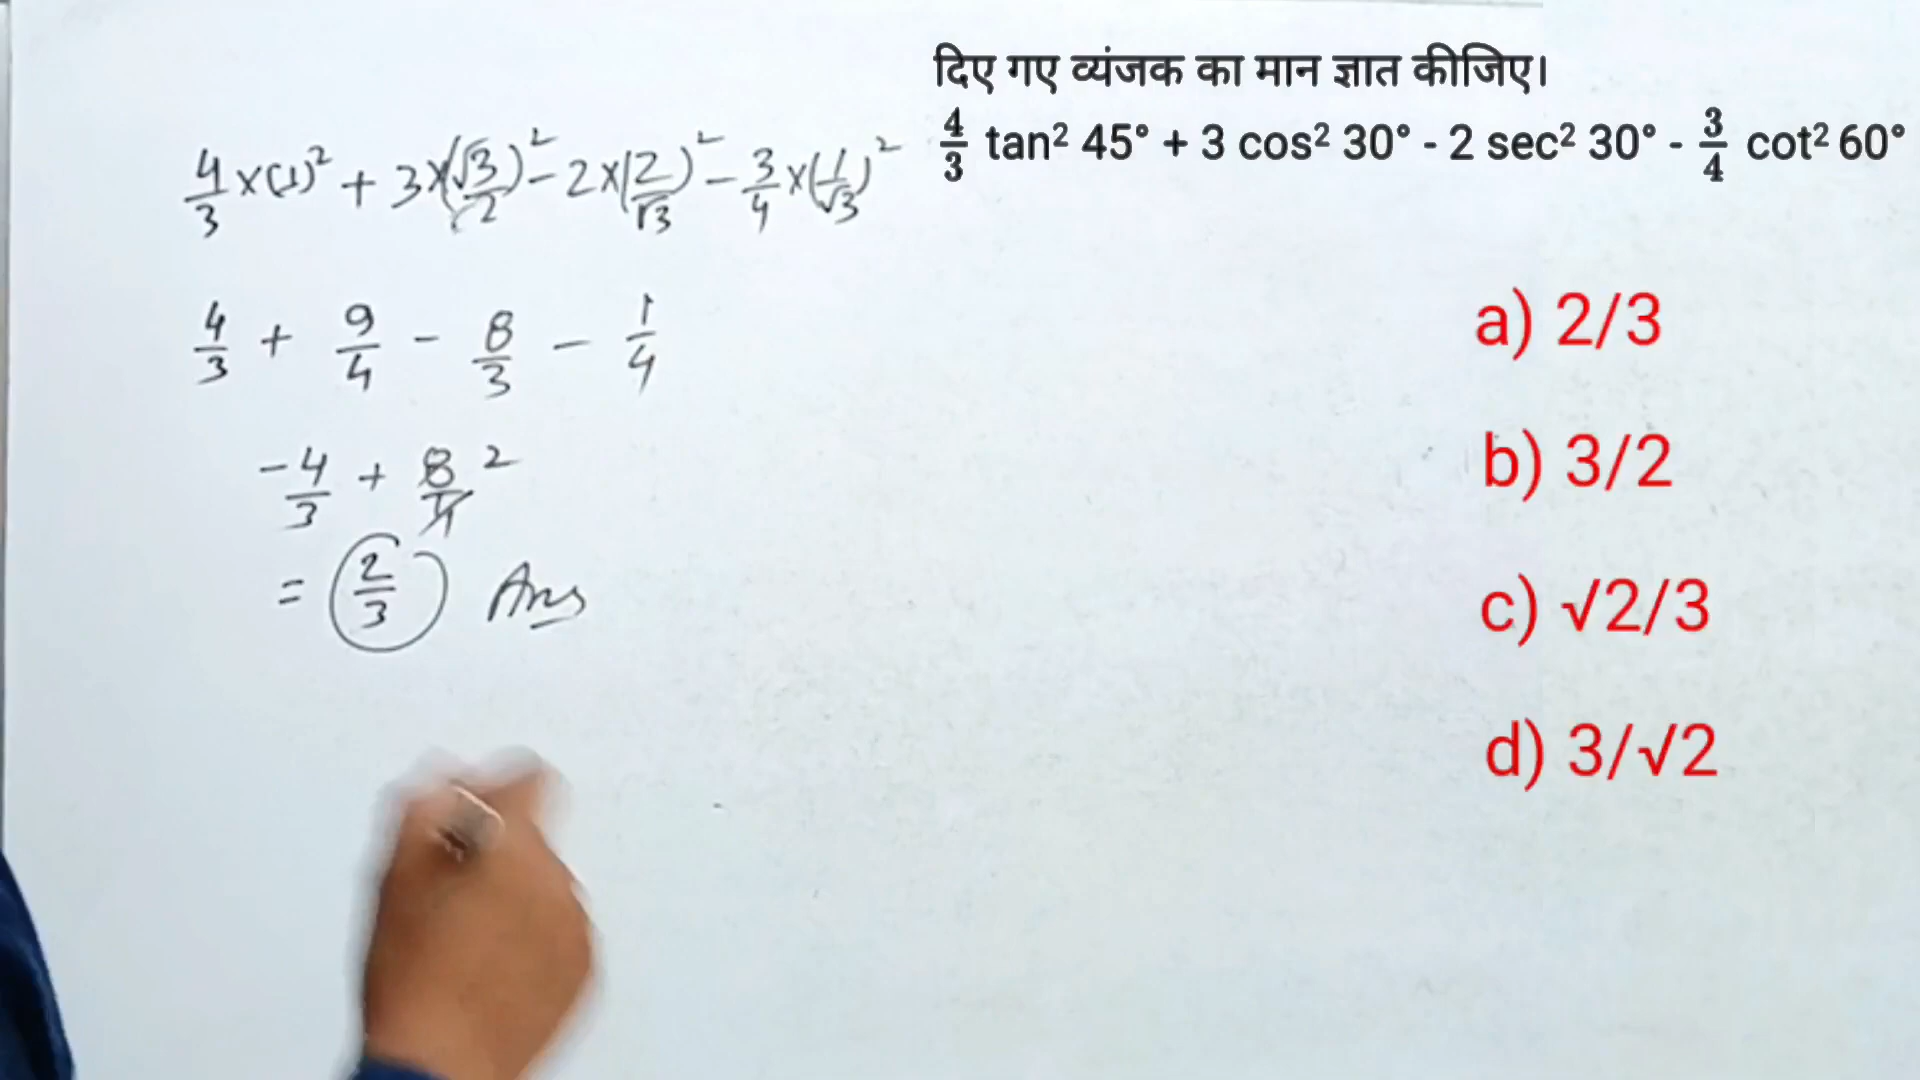 दिए गए व्यंजक का मान ज्ञात कीजिए।
4/3 tan² 45° + 3 cos² 30° - 2 sec² 30° - 3/4 cot² 60°
4/3 ×(1)² + 3×(√3/2)² - 2×(2/√3)² - 3/4 ×(1/√3)²
4/3 + 9/4 - 8/3 - 1/4
-4/3 + 8/4 2
= 2/3 Ans
a) 2/3
b) 3/2
c) √2/3
d) 3/√2